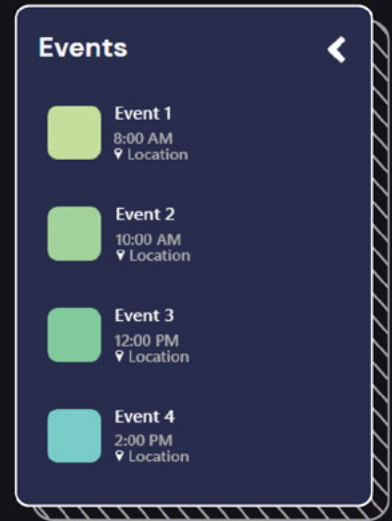 Events
Event 1
8:00 AM
Location
Event 2
10:00 AM
Location
Event 3
12:00 PM
Location
Event 4
2:00 PM
Location